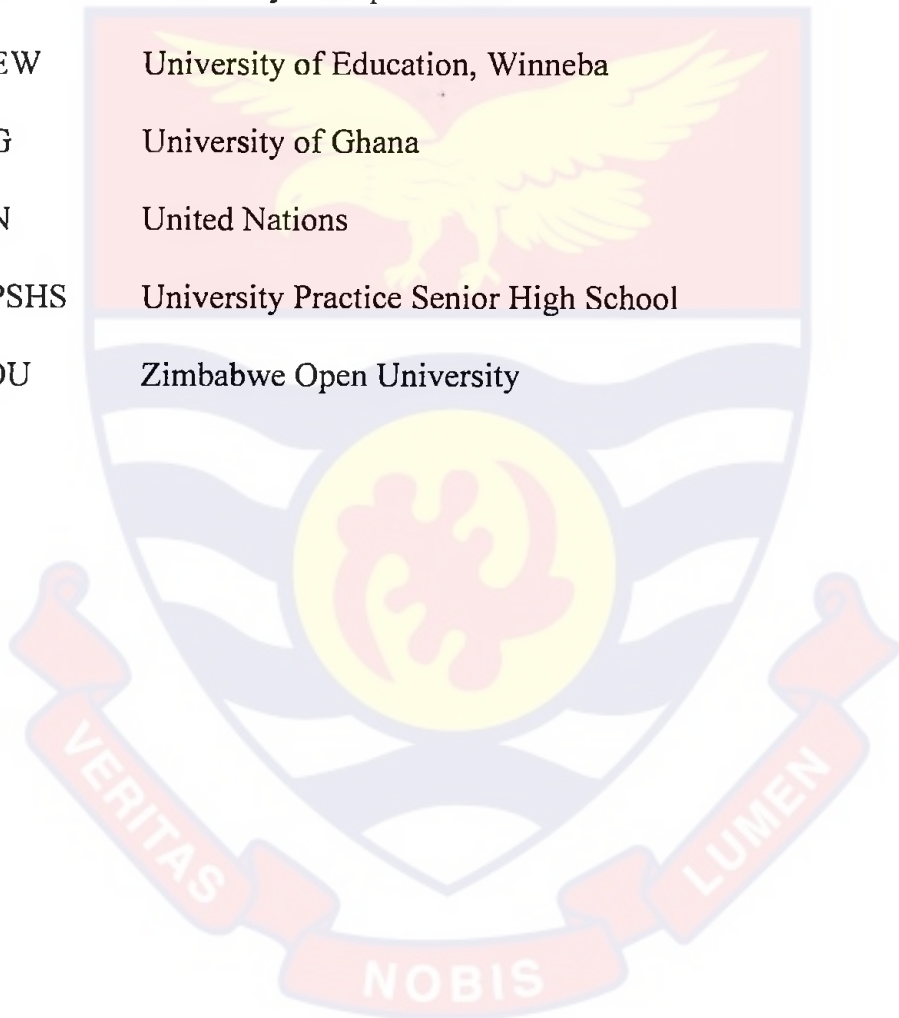 EW University of Education, Winneba
G University of Ghana
N United Nations
PSHS University Practice Senior High School
OU Zimbabwe Open University
VERITAS
NOBIS
LUMEN